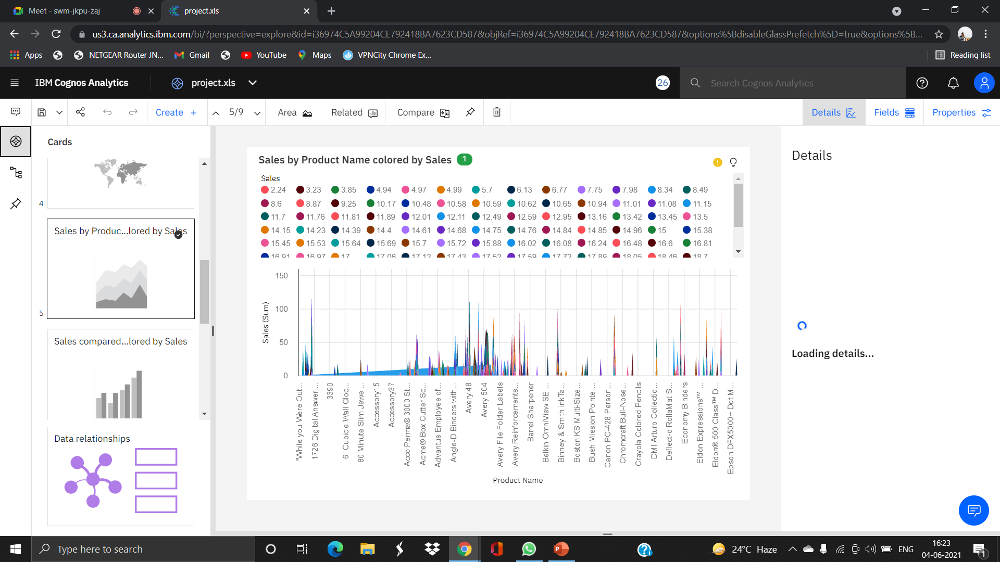 Meet - swm-jkpu-zaj
project.xls
us3.ca.analytics.ibm.com/bi/?perspective=explore&id=i36974C5A99204CE792418BA7623CD587&objRef=i36974C5A99204CE792418BA7623CD587&options%5BdisableGlassPrefetch%5D=true&options%5B...
Apps
NETGEAR Router JN...
Gmail
YouTube
Maps
VPNCity Chrome Ex...
Reading list
IBM Cognos Analytics
project.xls
26
Search Cognos Analytics
Create +
5/9
Area
Related
Compare
Details
Fields
Properties
Cards
4
Sales by Produc...lored by Sales
5
Sales compared...lored by Sales
Data relationships
Sales by Product Name colored by Sales 1
Sales
2.24 3.23 3.85 4.94 4.97 4.99 5.7 6.13 6.77 7.75 7.98 8.34 8.49
8.6 8.87 9.25 10.17 10.48 10.58 10.59 10.62 10.65 10.94 11.01 11.08 11.15
11.7 11.76 11.81 11.89 12.01 12.11 12.49 12.59 12.95 13.16 13.42 13.45 13.5
14.15 14.23 14.39 14.4 14.61 14.68 14.75 14.76 14.84 14.85 14.96 15 15.38
15.45 15.53 15.64 15.69 15.7 15.72 15.88 16.02 16.08 16.24 16.48 16.6 16.81
16.91 16.97 17 17.06 17.12 17.43 17.52 17.59 17.72 17.89 18.05 18.46 18.7
150
100
50
0
Sales (Sum)
"While you Were Out...
1726 Digital Answeri...
3390
6" Cubicle Wall Cloc...
80 Minute Slim Jewel...
Accessory15
Accessory37
Acco Perma® 3000 St...
Acme® Box Cutter Sc...
Advantus Employee of...
Angle-D Binders with...
Avery 48
Avery 504
Avery File Folder Labels
Avery Reinforcements...
Barrel Sharpener
Belkin OmniView SE ...
Binney & Smith inkTa...
Boston KS Multi-Size...
Bush Mission Pointe ...
Canon PC-428 Person...
Chromcraft Bull-Nose...
Crayola Colored Pencils
DMI Arturo Collectio...
Deflect-o RollaMat S...
Economy Binders
Eldon Expressions™ ...
Eldon® 500 Class™ D...
Epson DFX5000+ Dot M...
Product Name
Details
Loading details...
Type here to search
24°C Haze
ENG
16:23
04-06-2021
1